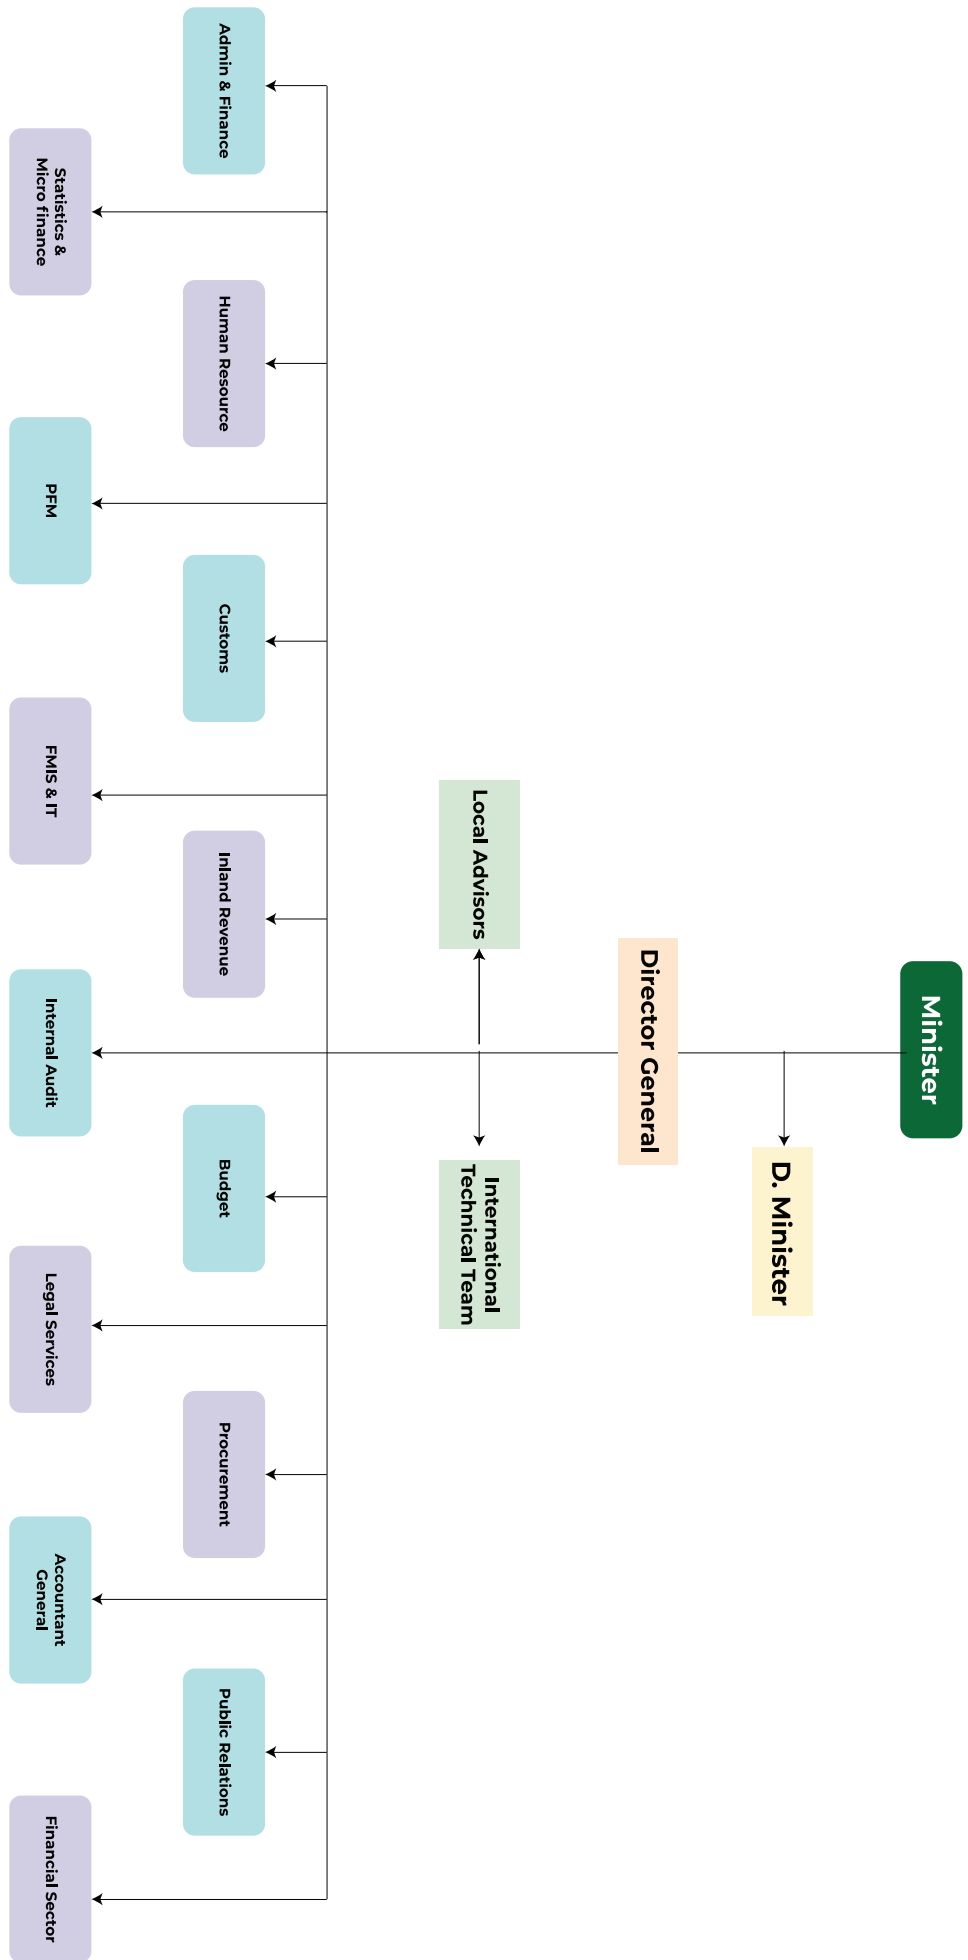 Minister
D. Minister
Director General
Local Advisors
International
Technical Team
Admin & Finance
Human Resource
Customs
Inland Revenue
Budget
Procurement
Public Relations
Statistics &
Micro finance
PFM
FMIS & IT
Internal Audit
Legal Services
Accountant
General
Financial Sector